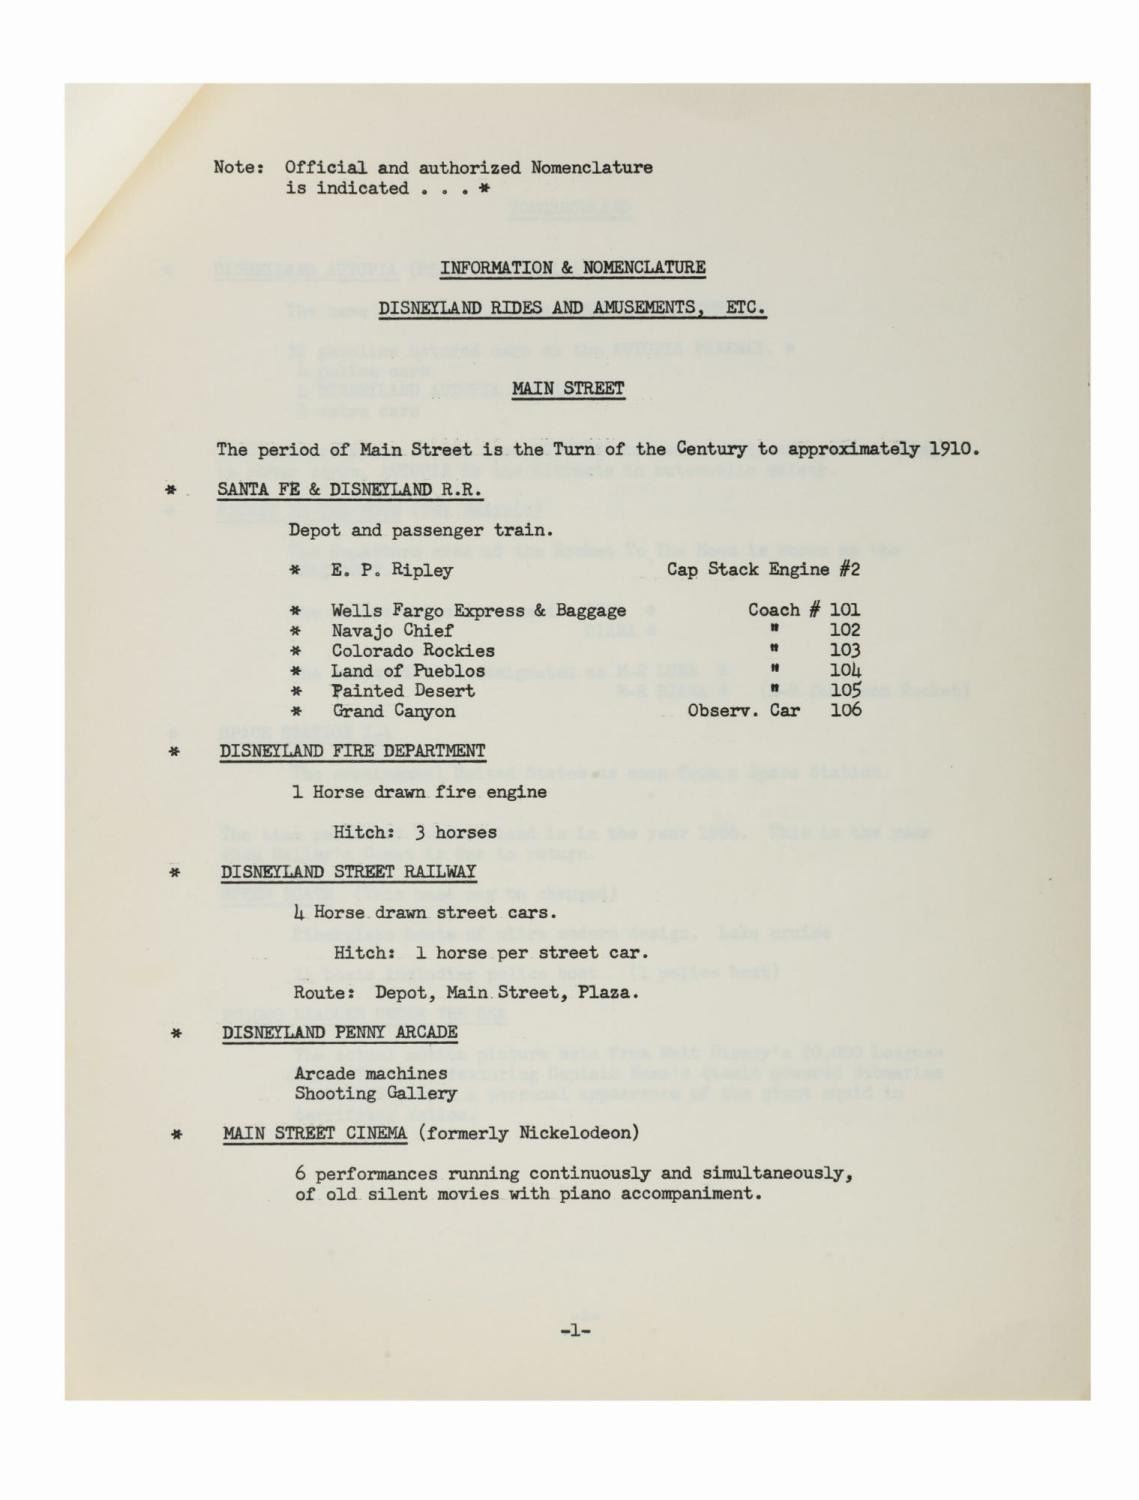 Note: Official and authorized Nomenclature
is indicated . . . *
INFORMATION & NOMENCLATURE
DISNEYLAND RIDES AND AMUSEMENTS, ETC.
MAIN STREET
The period of Main Street is the Turn of the Century to approximately 1910.
* SANTA FE & DISNEYLAND R.R.
Depot and passenger train.
* E. P. Ripley Cap Stack Engine #2
* Wells Fargo Express & Baggage Coach # 101
* Navajo Chief " 102
* Colorado Rockies " 103
* Land of Pueblos " 104
* Painted Desert " 105
* Grand Canyon Observ. Car 106
* DISNEYLAND FIRE DEPARTMENT
1 Horse drawn fire engine
Hitch: 3 horses
* DISNEYLAND STREET RAILWAY
4 Horse drawn street cars.
Hitch: 1 horse per street car.
Route: Depot, Main Street, Plaza.
* DISNEYLAND PENNY ARCADE
Arcade machines
Shooting Gallery
* MAIN STREET CINEMA (formerly Nickelodeon)
6 performances running continuously and simultaneously,
of old silent movies with piano accompaniment.
-1-